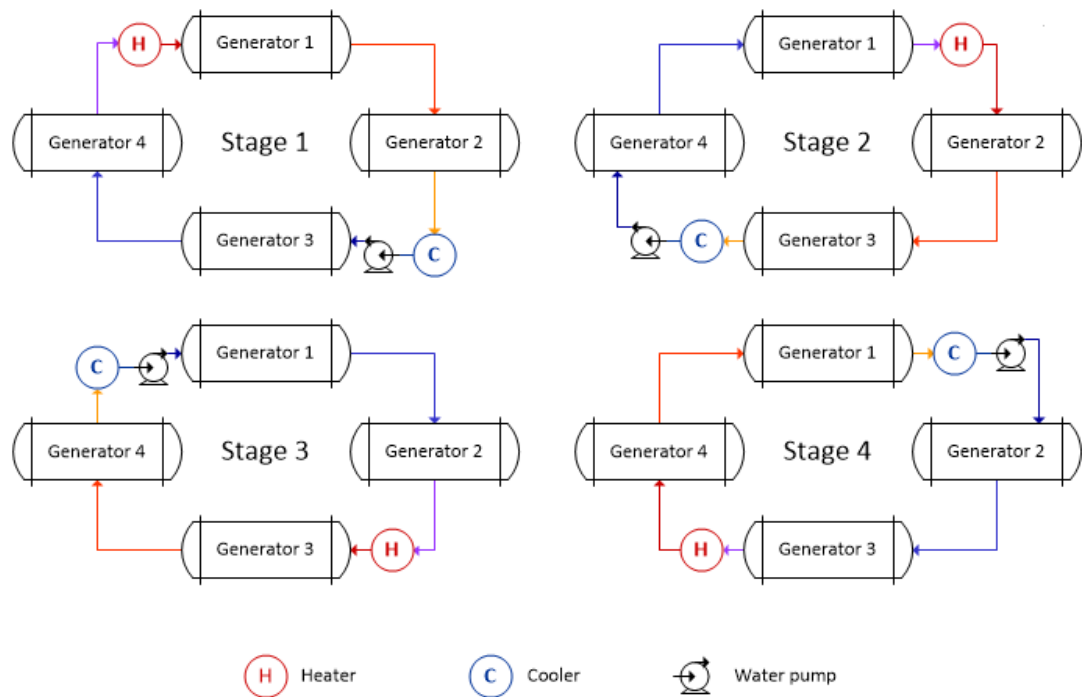 H
Generator 1
Generator 4
Stage 1
Generator 2
Generator 3
C
Generator 1
H
Generator 4
Stage 2
Generator 2
C
Generator 3
C
Generator 1
Generator 4
Stage 3
Generator 2
Generator 3
H
Generator 1
C
Generator 4
Stage 4
Generator 2
H
Generator 3
H Heater
C Cooler
Water pump